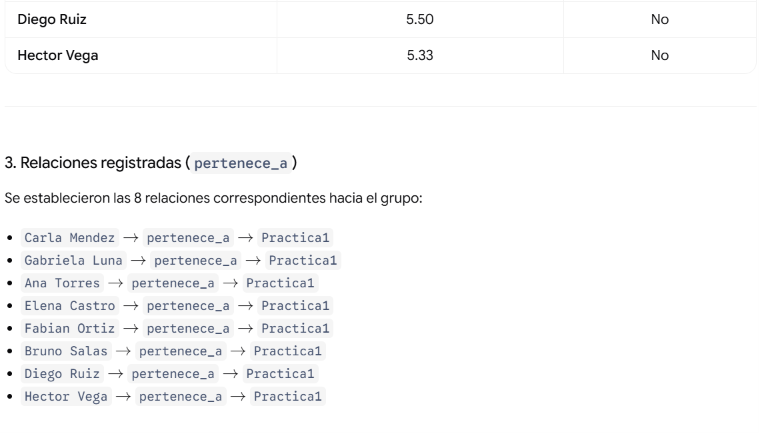 Diego Ruiz 5.50 No
Hector Vega 5.33 No
3. Relaciones registradas ( pertenece_a )
Se establecieron las 8 relaciones correspondientes hacia el grupo:
• Carla Mendez → pertenece_a → Practica1
• Gabriela Luna → pertenece_a → Practica1
• Ana Torres → pertenece_a → Practica1
• Elena Castro → pertenece_a → Practica1
• Fabian Ortiz → pertenece_a → Practica1
• Bruno Salas → pertenece_a → Practica1
• Diego Ruiz → pertenece_a → Practica1
• Hector Vega → pertenece_a → Practica1